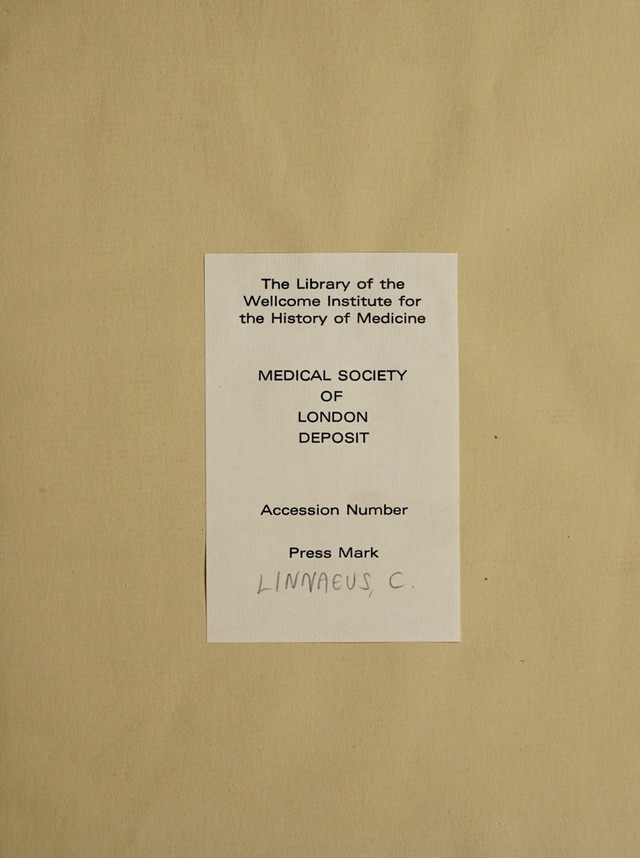 The Library of the
Wellcome Institute for
the History of Medicine
MEDICAL SOCIETY
OF
LONDON
DEPOSIT
Accession Number
Press Mark
LINNAEUS, C.